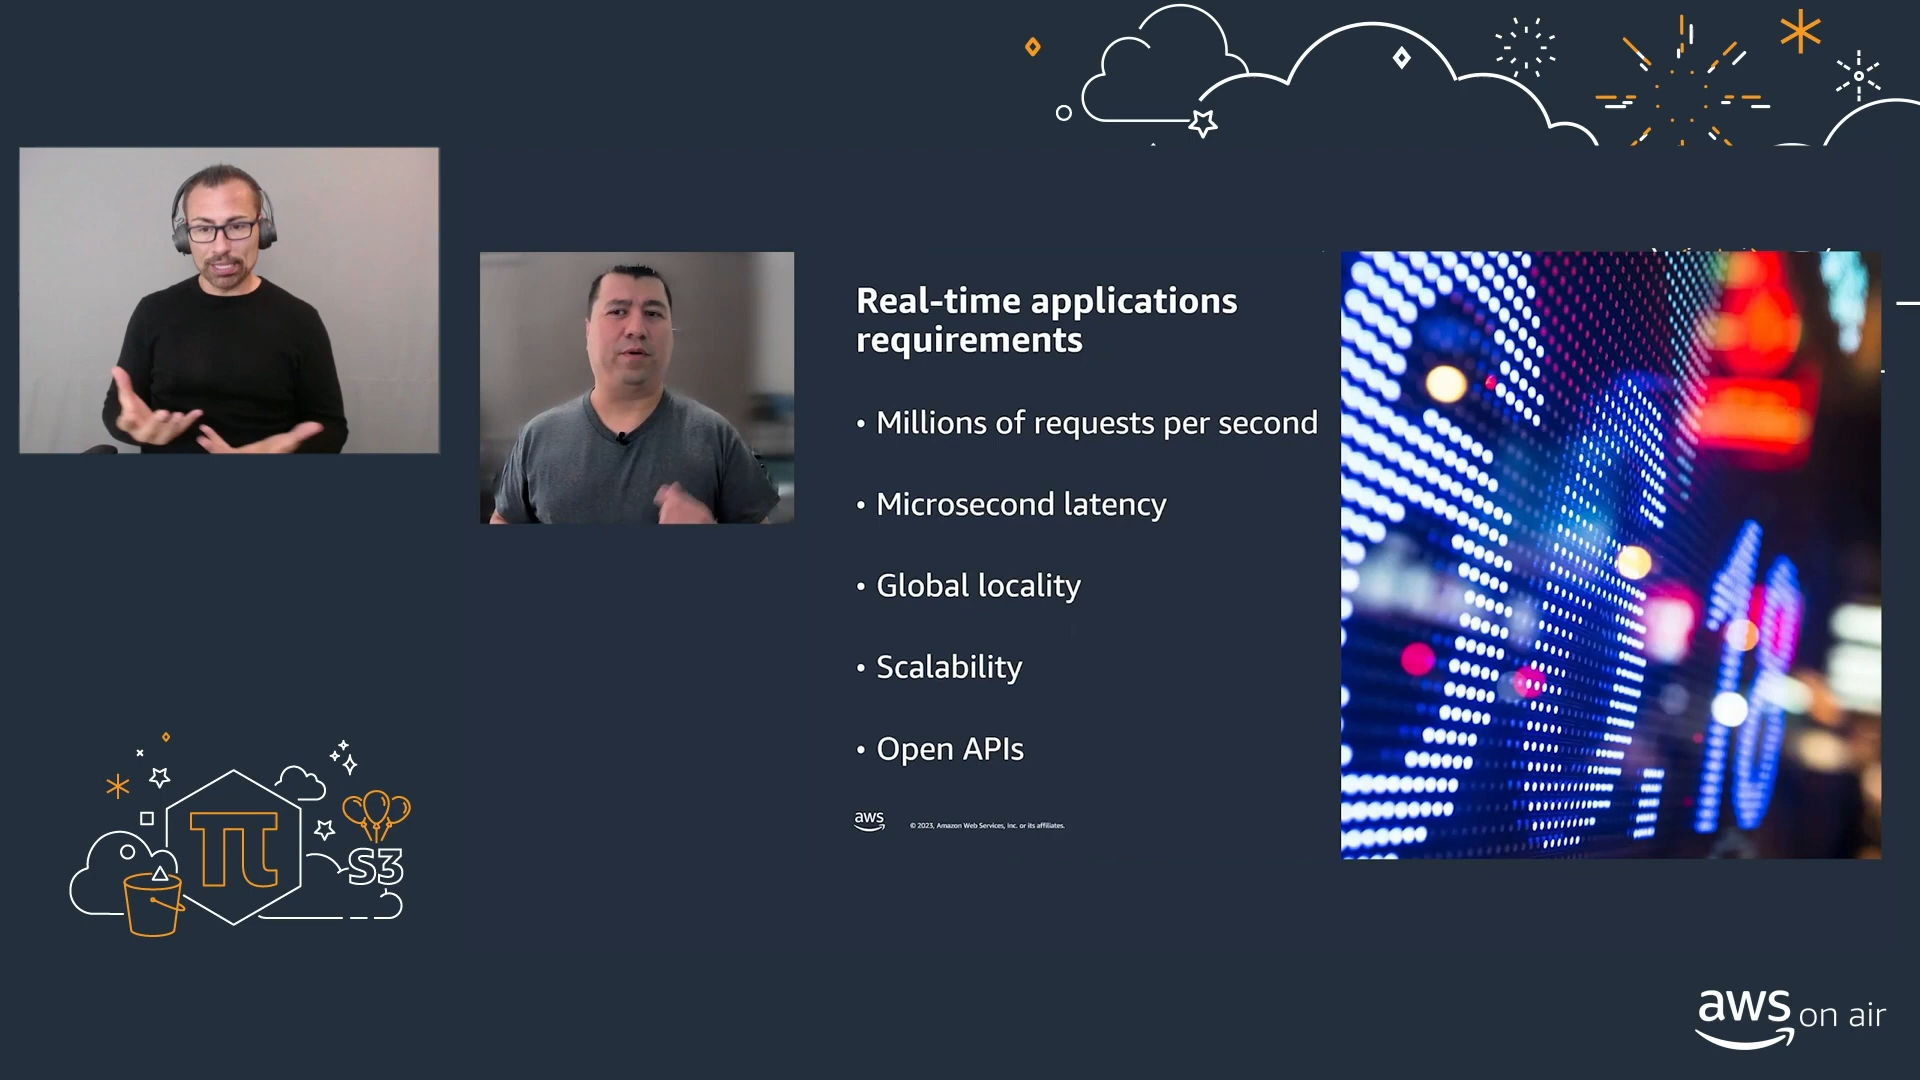 Real-time applications
requirements
• Millions of requests per second
• Microsecond latency
• Global locality
• Scalability
• Open APIs
aws
© 2023, Amazon Web Services, Inc. or its affiliates.
π
S3
aws on air